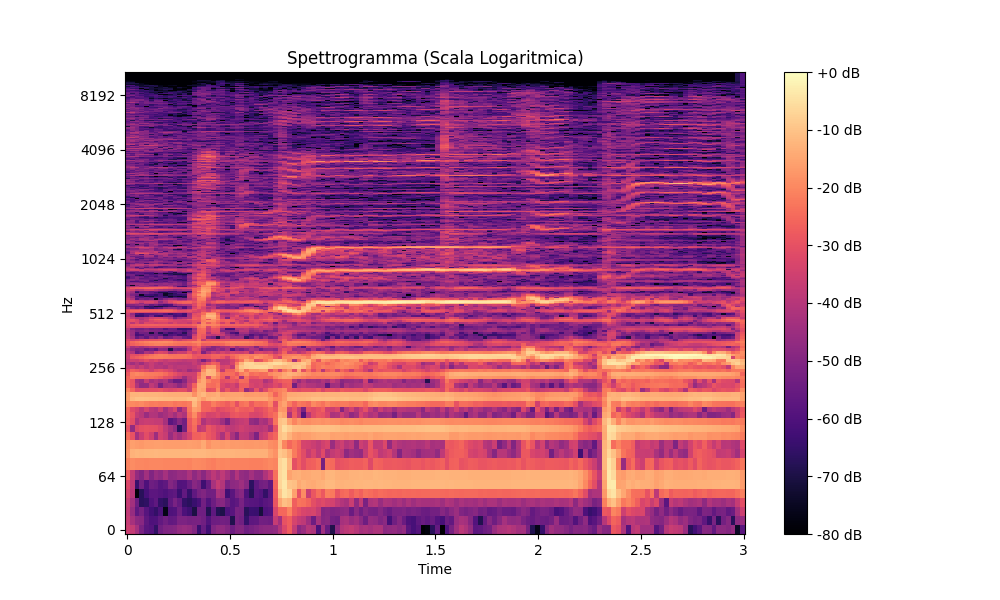 Spettrogramma (Scala Logaritmica)
Hz
8192
4096
2048
1024
512
256
128
64
0
0 0.5 1 1.5 2 2.5 3
Time
+0 dB
-10 dB
-20 dB
-30 dB
-40 dB
-50 dB
-60 dB
-70 dB
-80 dB